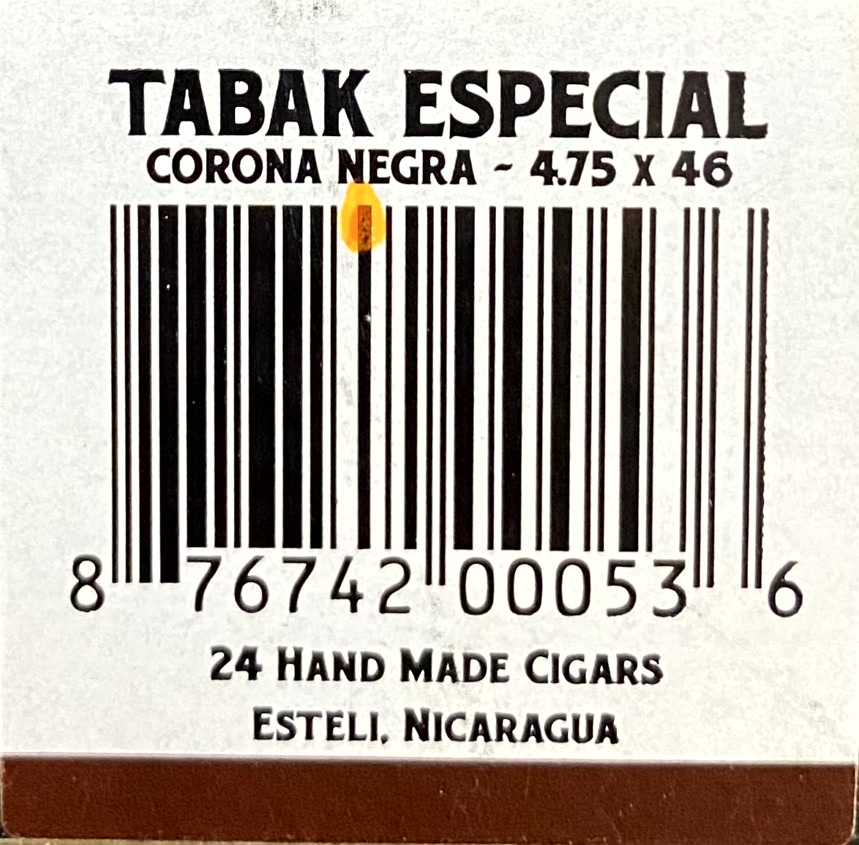 TABAK ESPECIAL
CORONA NEGRA ~ 4.75 X 46
8 76742 00053 6
24 HAND MADE CIGARS
ESTELI, NICARAGUA